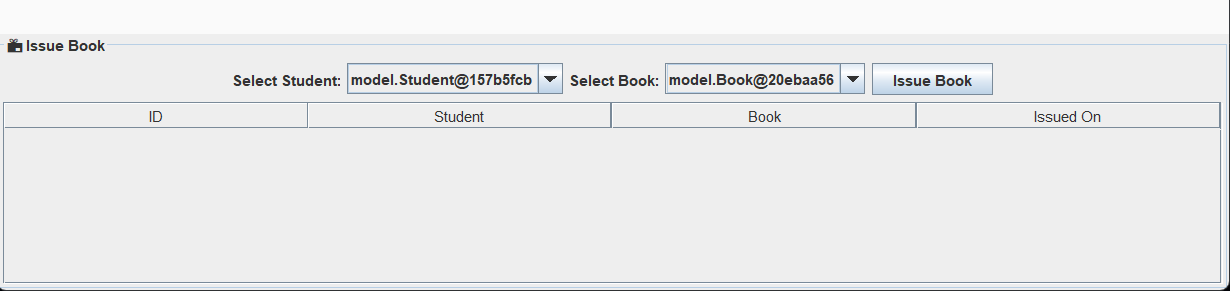 Issue Book
Select Student: model.Student@157b5fcb Select Book: model.Book@20ebaa56 Issue Book
ID Student Book Issued On